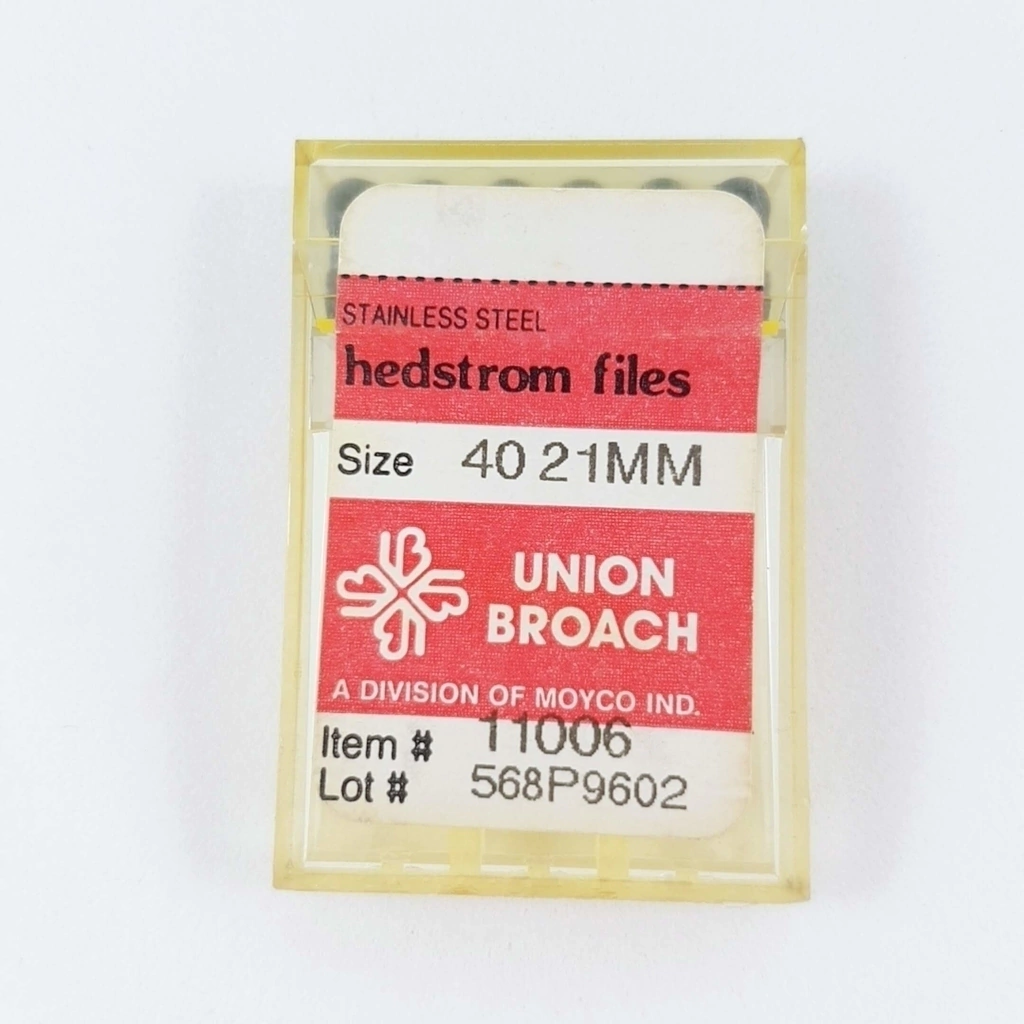 STAINLESS STEEL
hedstrom files
Size 40 21MM
UNION
BROACH
A DIVISION OF MOYCO IND.
Item # 11006
Lot # 568P9602